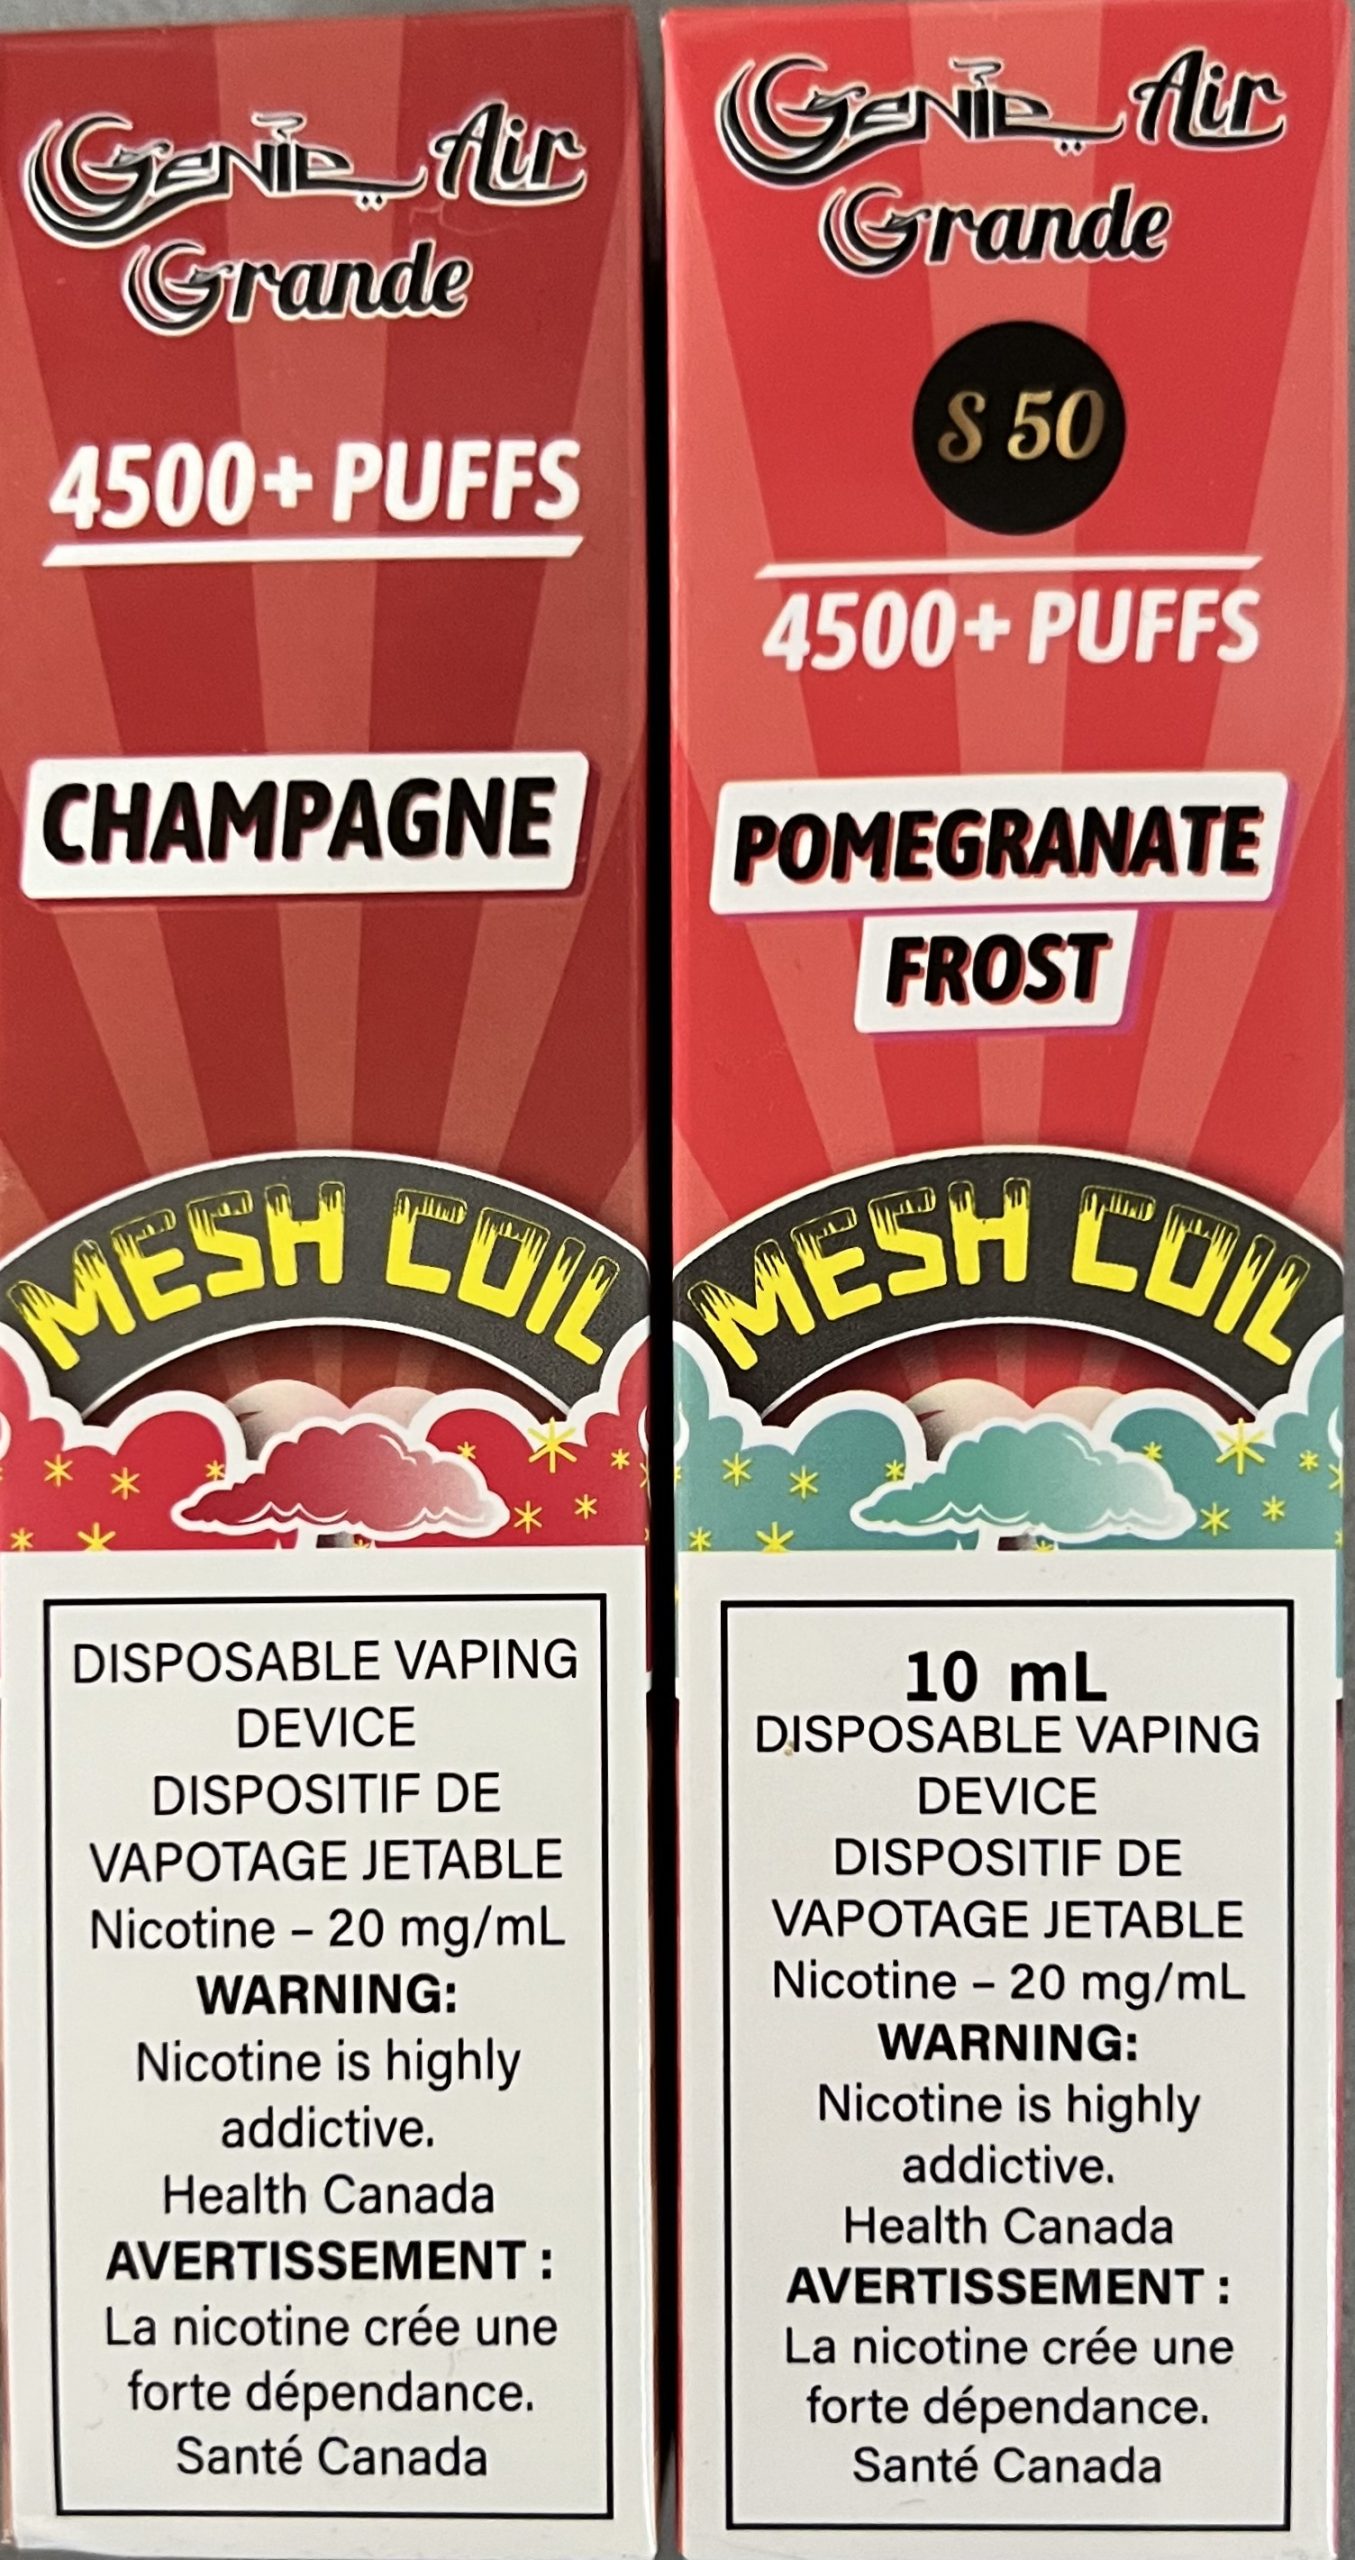 Genie Air
Grande
4500+ PUFFS
CHAMPAGNE
MESH COIL
DISPOSABLE VAPING
DEVICE
DISPOSITIF DE
VAPOTAGE JETABLE
Nicotine – 20 mg/mL
WARNING:
Nicotine is highly
addictive.
Health Canada
AVERTISSEMENT :
La nicotine crée une
forte dépendance.
Santé Canada
Genie Air
Grande
S 50
4500+ PUFFS
POMEGRANATE
FROST
MESH COIL
10 mL
DISPOSABLE VAPING
DEVICE
DISPOSITIF DE
VAPOTAGE JETABLE
Nicotine – 20 mg/mL
WARNING:
Nicotine is highly
addictive.
Health Canada
AVERTISSEMENT :
La nicotine crée une
forte dépendance.
Santé Canada